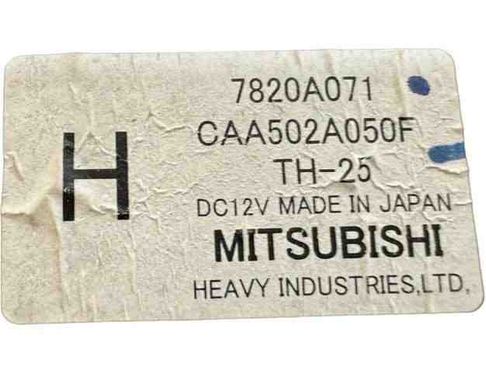 H
7820A071
CAA502A050F
TH-25
DC12V MADE IN JAPAN
MITSUBISHI
HEAVY INDUSTRIES,LTD,